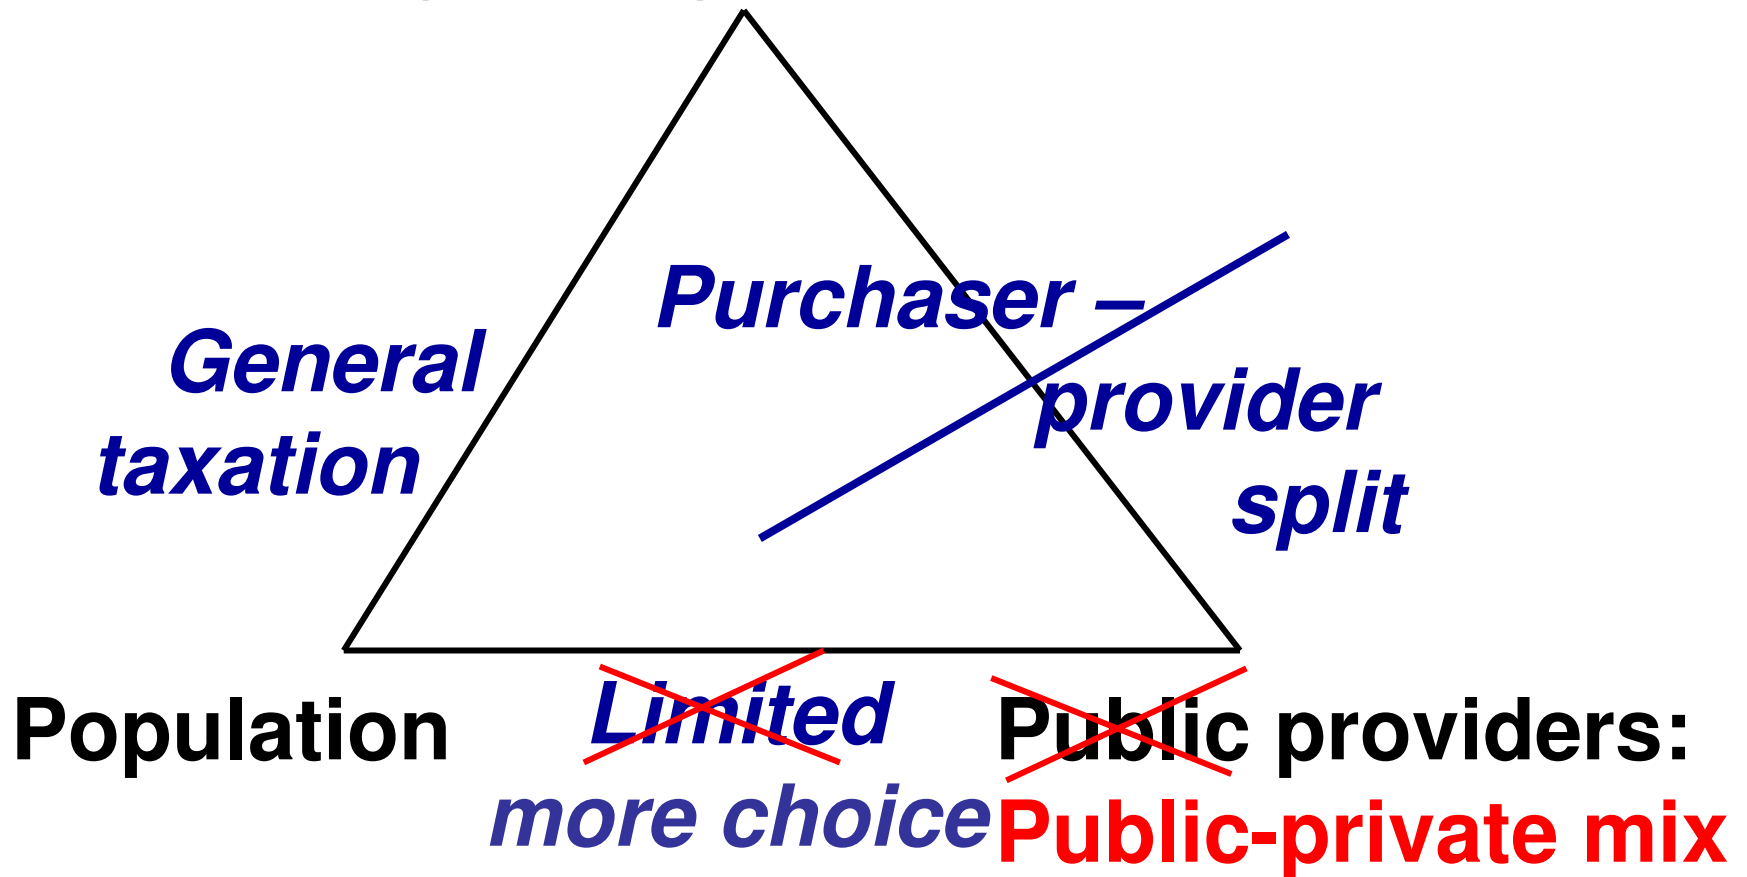 Purchaser –
General
provider
taxation
split
Population
Limited
Public providers:
more choice
Public-private mix